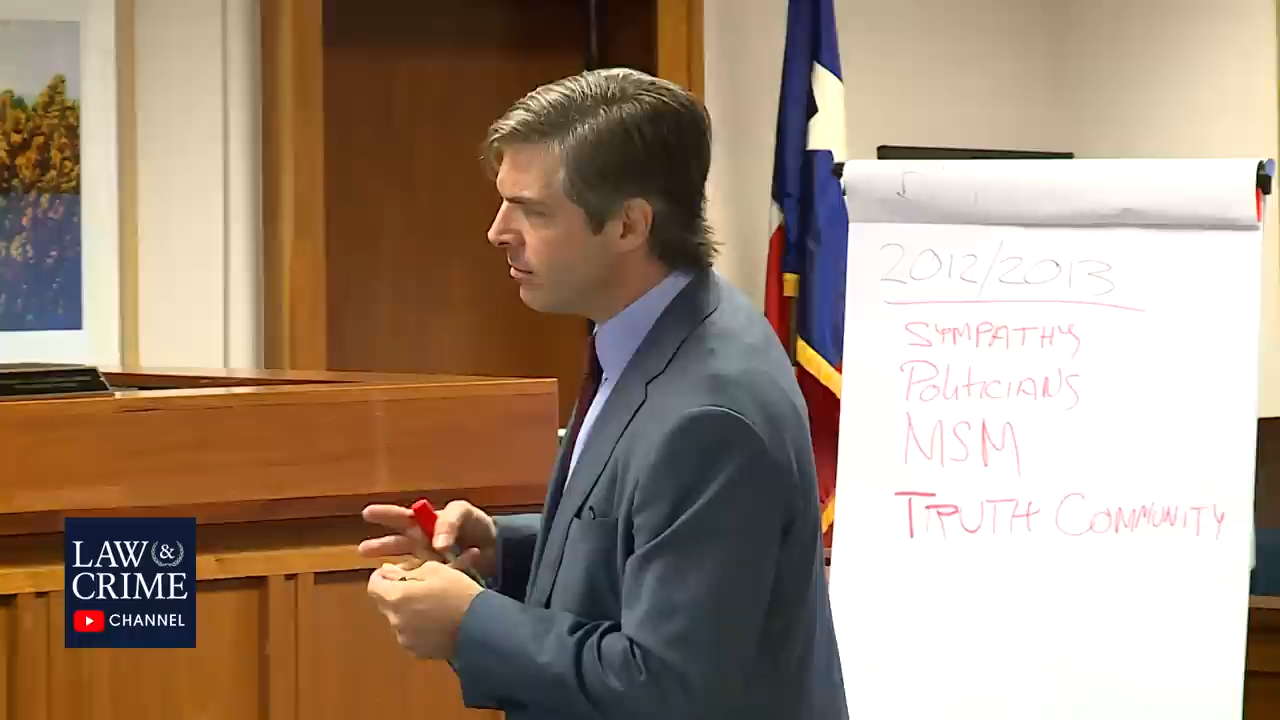 2012/2013
SYMPATHY
POLITICIANS
MSM
TRUTH COMMUNITY
LAW &
CRIME
CHANNEL